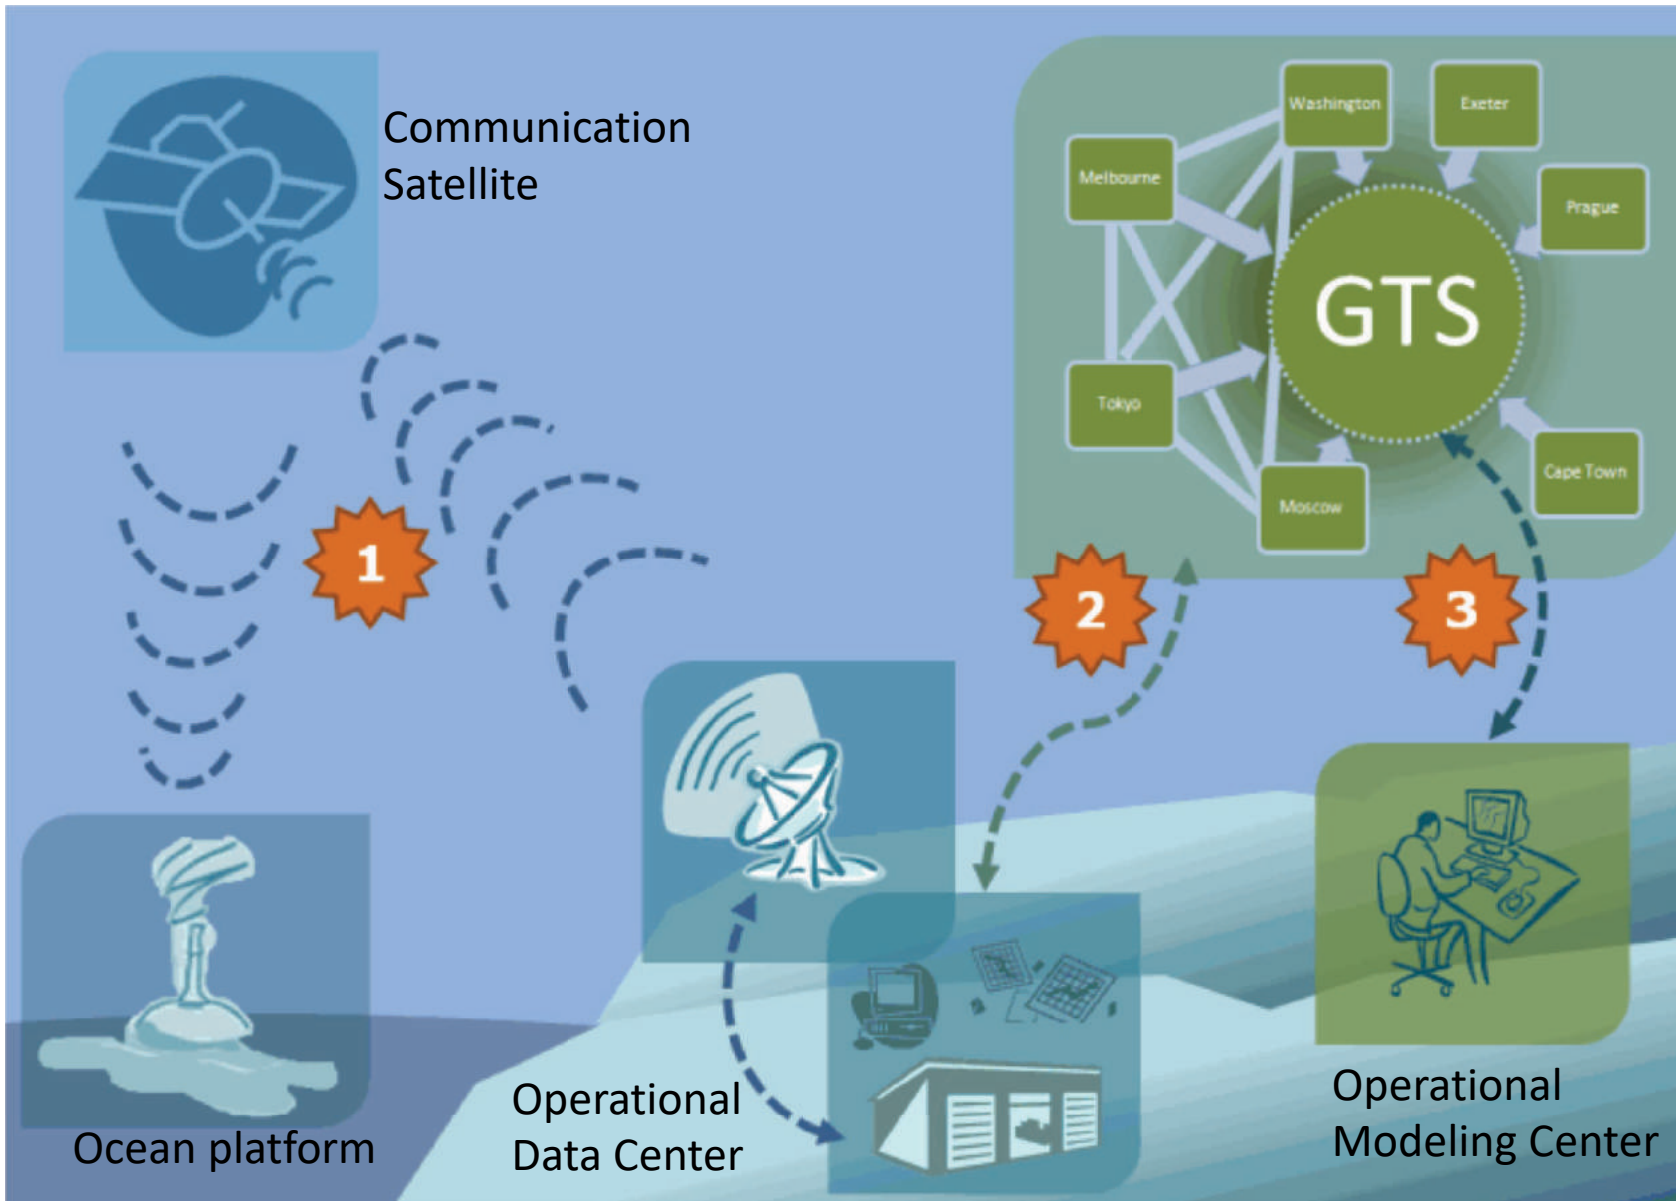 Communication
Satellite
Washington
Exeter
Melbourne
Prague
GTS
Tokyo
Cape Town
Moscow
1
2
3
Operational
Data Center
Operational
Modeling Center
Ocean platform